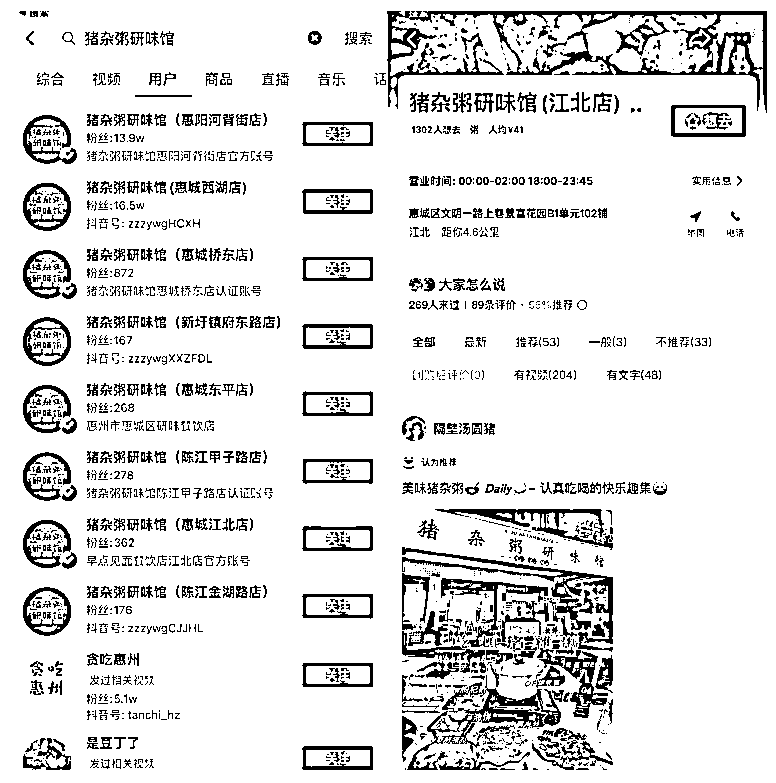 猪杂粥研味馆
搜索
综合 视频 用户 商品 直播 音乐 话
猪杂粥研味馆（惠阳河背街店）
粉丝:13.9w
猪杂粥研味馆惠阳河背街店官方账号
关注
猪杂粥研味馆(惠城西湖店)
粉丝:16.5w
抖音号: zzzywgHCXH
关注
猪杂粥研味馆（惠城桥东店）
粉丝:872
猪杂粥研味馆惠城桥东店认证账号
关注
猪杂粥研味馆（新圩镇府东路店）
粉丝:167
抖音号: zzzywgXXZFDL
关注
猪杂粥研味馆（惠城东平店）
粉丝:268
惠州市惠城区研味餐饮店
关注
猪杂粥研味馆（陈江甲子路店）
粉丝:278
猪杂粥研味馆陈江甲子路店认证账号
关注
猪杂粥研味馆（惠城江北店）
粉丝:362
早点见面餐饮店江北店官方账号
关注
猪杂粥研味馆（陈江金湖路店）
粉丝:176
抖音号: zzzywgCJJHL
关注
贪吃惠州
贪吃惠州
发过相关视频
粉丝:5.1w
抖音号: tanchi_hz
关注
是豆丁了
发过相关视频
关注
猪杂粥研味馆(江北店) ..
1302人想去 粥 人均¥41
想去
营业时间: 00:00-02:00 18:00-23:45
实用信息
惠城区文明一路上巷慧富花园B1单元102铺
江北 距你4.6公里
地图 电话
大家怎么说
269人来过 | 89条评价 · 55%推荐
全部 最新 推荐(53) 一般(3) 不推荐(33)
有视频(204) 有文字(48)
隔壁汤圆猪
认为推荐
美味猪杂粥 Daily – 认真吃喝的快乐趣集
猪杂粥研味馆